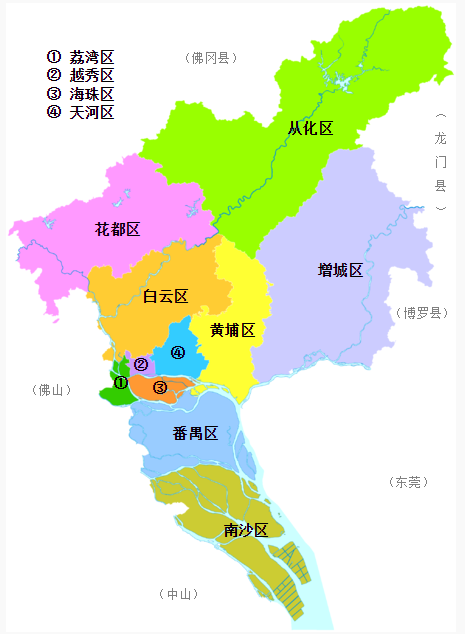 ① 荔湾区
② 越秀区
③ 海珠区
④ 天河区
（佛冈县）
从化区
（龙门县）
花都区
增城区
白云区
（博罗县）
黄埔区
④
②
①
③
（佛山）
番禺区
（东莞）
南沙区
（中山）